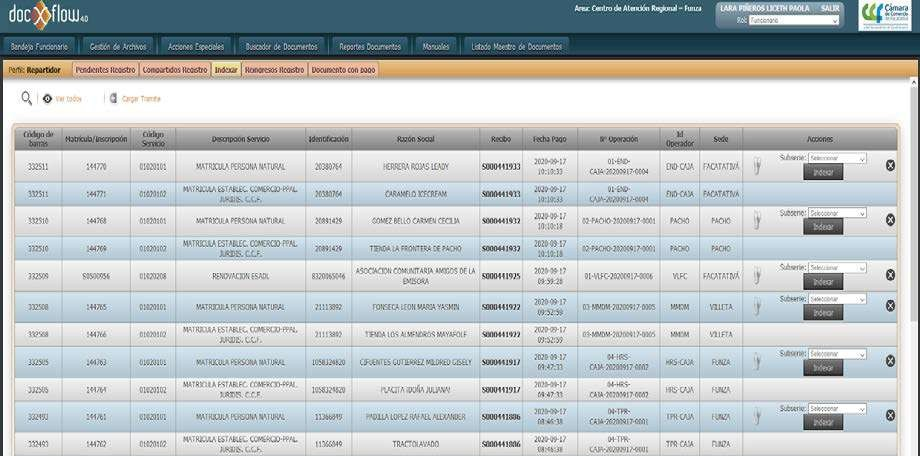 docXflow 4.0
Area: Centro de Atención Regional – Funza
LARA PIÑEROS LICETH PAOLA SALIR
Rol: Funcionario
Cámara de Comercio
Bandeja Funcionario Gestión de Archivos Acciones Especiales Buscador de Documentos Reportes Documentos Manuales Listado Maestro de Documentos
Perfil: Repartidor Pendientes Registro Compartidos Registro Indexar Reingresos Registro Documento con pago
Ver todos Cargar Tramite
Código de barras Matrícula/Inscripción Código Servicio Descripción Servicio Identificación Razón Social Recibo Fecha Pago Nº Operación Id Operador Sede Acciones
332511 144770 01020101 MATRICULA PERSONA NATURAL 20380764 HERRERA ROJAS LEADY S000441933 2020-09-17 10:10:33 01-END-CAJA-20200917-0004 END-CAJA FACATATIVÁ Subserie: Seleccionar Indexar
332511 144771 01020102 MATRICULA ESTABLEC. COMERCIO-PPAL. JURIDIS. C.C.F. 20380764 CARAMELO ICECREAM S000441933 2020-09-17 10:10:33 01-END-CAJA-20200917-0004 END-CAJA FACATATIVÁ
332510 144768 01020101 MATRICULA PERSONA NATURAL 20891429 GOMEZ BELLO CARMEN CECILIA S000441932 2020-09-17 10:10:18 02-PACHO-20200917-0001 PACHO PACHO Subserie: Seleccionar Indexar
332510 144769 01020102 MATRICULA ESTABLEC. COMERCIO-PPAL. JURIDIS. C.C.F. 20891429 TIENDA LA FRONTERA DE PACHO S000441932 2020-09-17 10:10:18 02-PACHO-20200917-0001 PACHO PACHO
332509 S0500956 01020208 RENOVACION ESADL 8320065046 ASOCIACION COMUNITARIA AMIGOS DE LA EMISORA S000441925 2020-09-17 09:59:28 01-VLFC-20200917-0006 VLFC FACATATIVÁ Subserie: Seleccionar Indexar
332508 144765 01020101 MATRICULA PERSONA NATURAL 21113892 FONSECA LEON MARIA YASMIN S000441922 2020-09-17 09:52:59 03-MMDM-20200917-0005 MMDM VILLETA Subserie: Seleccionar Indexar
332508 144766 01020102 MATRICULA ESTABLEC. COMERCIO-PPAL. JURIDIS. C.C.F. 21113892 TIENDA LOS ALMENDROS MAYAFOLF S000441922 2020-09-17 09:52:59 03-MMDM-20200917-0005 MMDM VILLETA
332505 144763 01020101 MATRICULA PERSONA NATURAL 1058324820 CIFUENTES GUTIERREZ MILDRED GISELY S000441917 2020-09-17 09:47:33 04-HRS-CAJA-20200917-0002 HRS-CAJA FUNZA Subserie: Seleccionar Indexar
332505 144764 01020102 MATRICULA ESTABLEC. COMERCIO-PPAL. JURIDIS. C.C.F. 1058324820 PLACITA DOÑA JULIANAJ S000441917 2020-09-17 09:47:33 04-HRS-CAJA-20200917-0002 HRS-CAJA FUNZA
332493 144761 01020101 MATRICULA PERSONA NATURAL 11366849 PADILLA LOPEZ RAFAEL ALEXANDER S000441886 2020-09-17 08:46:38 04-TPR-CAJA-20200917-0001 TPR-CAJA FUNZA Subserie: Seleccionar Indexar
332493 144762 01020102 MATRICULA ESTABLEC. COMERCIO-PPAL. JURIDIS. C.C.F. 11366849 TRACTOLAVADO S000441886 2020-09-17 08:46:38 04-TPR-CAJA-20200917-0001 TPR-CAJA FUNZA